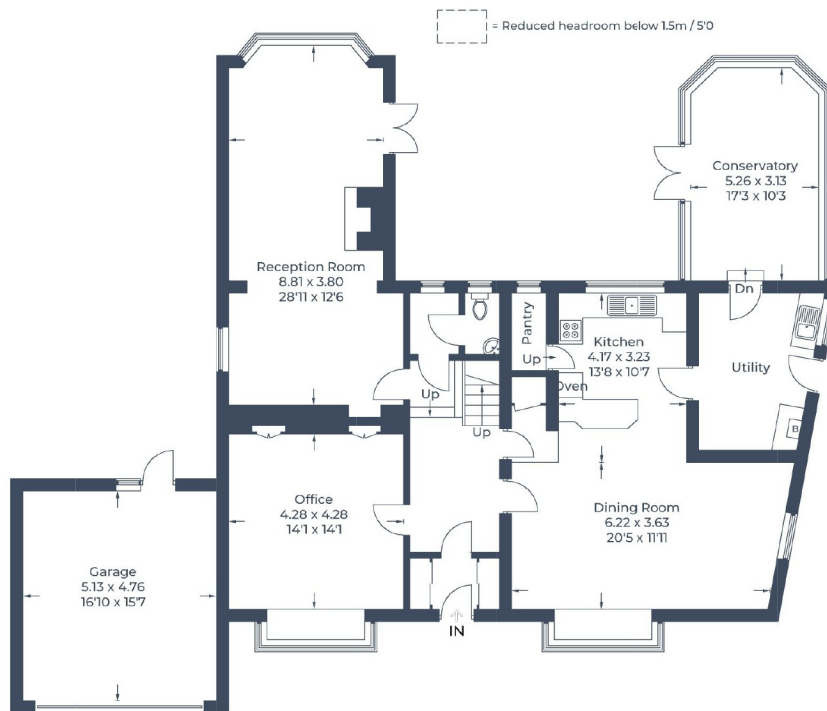 = Reduced headroom below 1.5m / 5'0
Conservatory
5.26 x 3.13
17'3 x 10'3
Reception Room
8.81 x 3.80
28'11 x 12'6
Dn
Pantry
Up
Kitchen
4.17 x 3.23
13'8 x 10'7
Utility
Oven
Up
Up
B
Office
4.28 x 4.28
14'1 x 14'1
Dining Room
6.22 x 3.63
20'5 x 11'11
Garage
5.13 x 4.76
16'10 x 15'7
IN